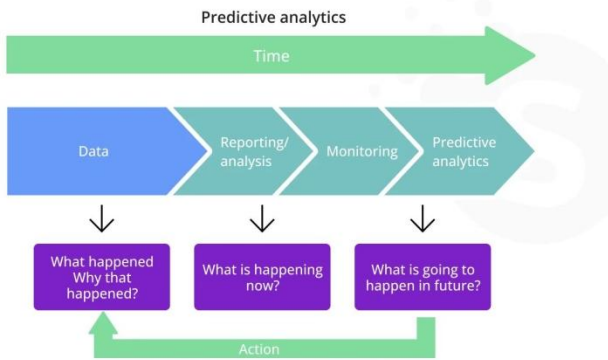 Predictive analytics
Time
Data
Reporting/
analysis
Monitoring
Predictive
analytics
What happened
Why that
happened?
What is happening
now?
What is going to
happen in future?
Action